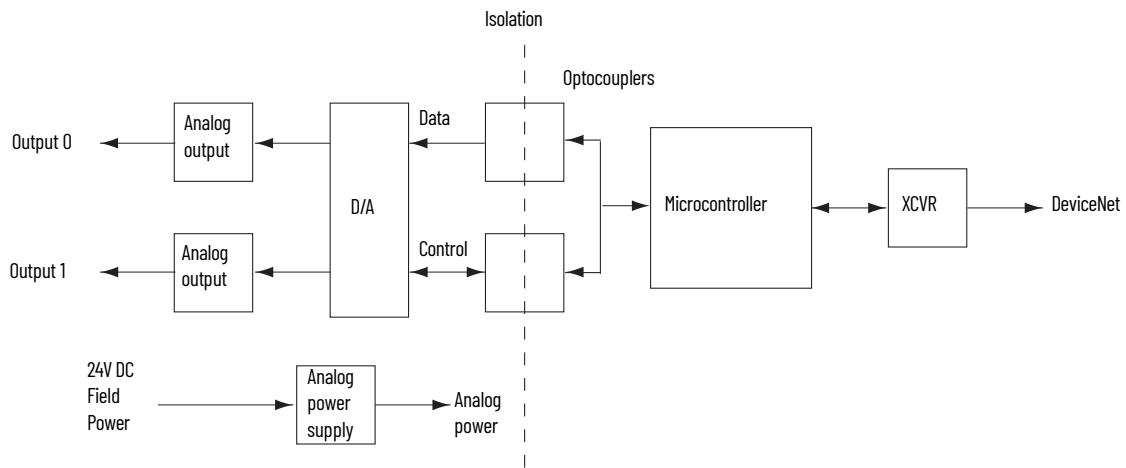 Isolation
Optocouplers
Output 0
Analog
output
D/A
Data
Microcontroller
XCVR
DeviceNet
Output 1
Analog
output
Control
24V DC
Field
Power
Analog
power
supply
Analog
power